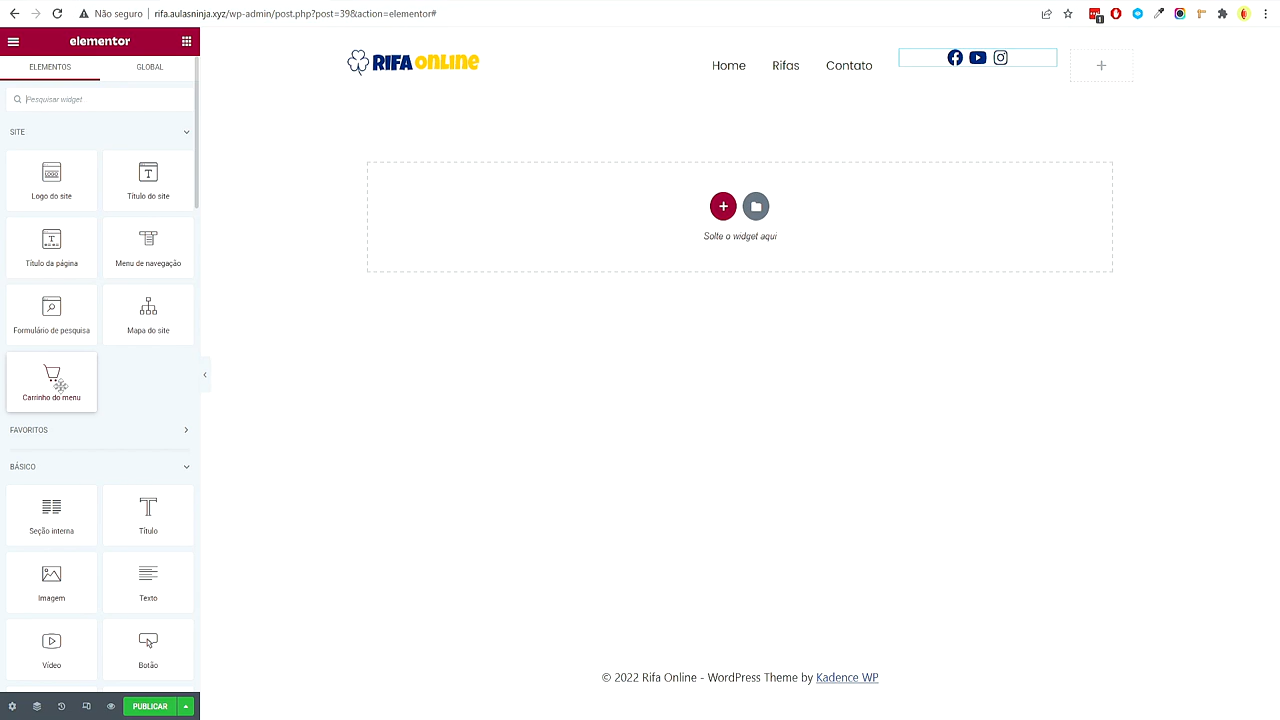 Não seguro
rifa.aulasninja.xyz/wp-admin/post.php?post=39&action=elementor#
1
elementor
ELEMENTOS
GLOBAL
Pesquisar widget
SITE
Logo do site
LOGO
Título do site
Título da página
Menu de navegação
Formulário de pesquisa
Mapa do site
Carrinho do menu
FAVORITOS
BÁSICO
Seção interna
Título
Imagem
Texto
Vídeo
Botão
PUBLICAR
RIFA ONLINE
Home
Rifas
Contato
Solte o widget aqui
© 2022 Rifa Online - WordPress Theme by Kadence WP